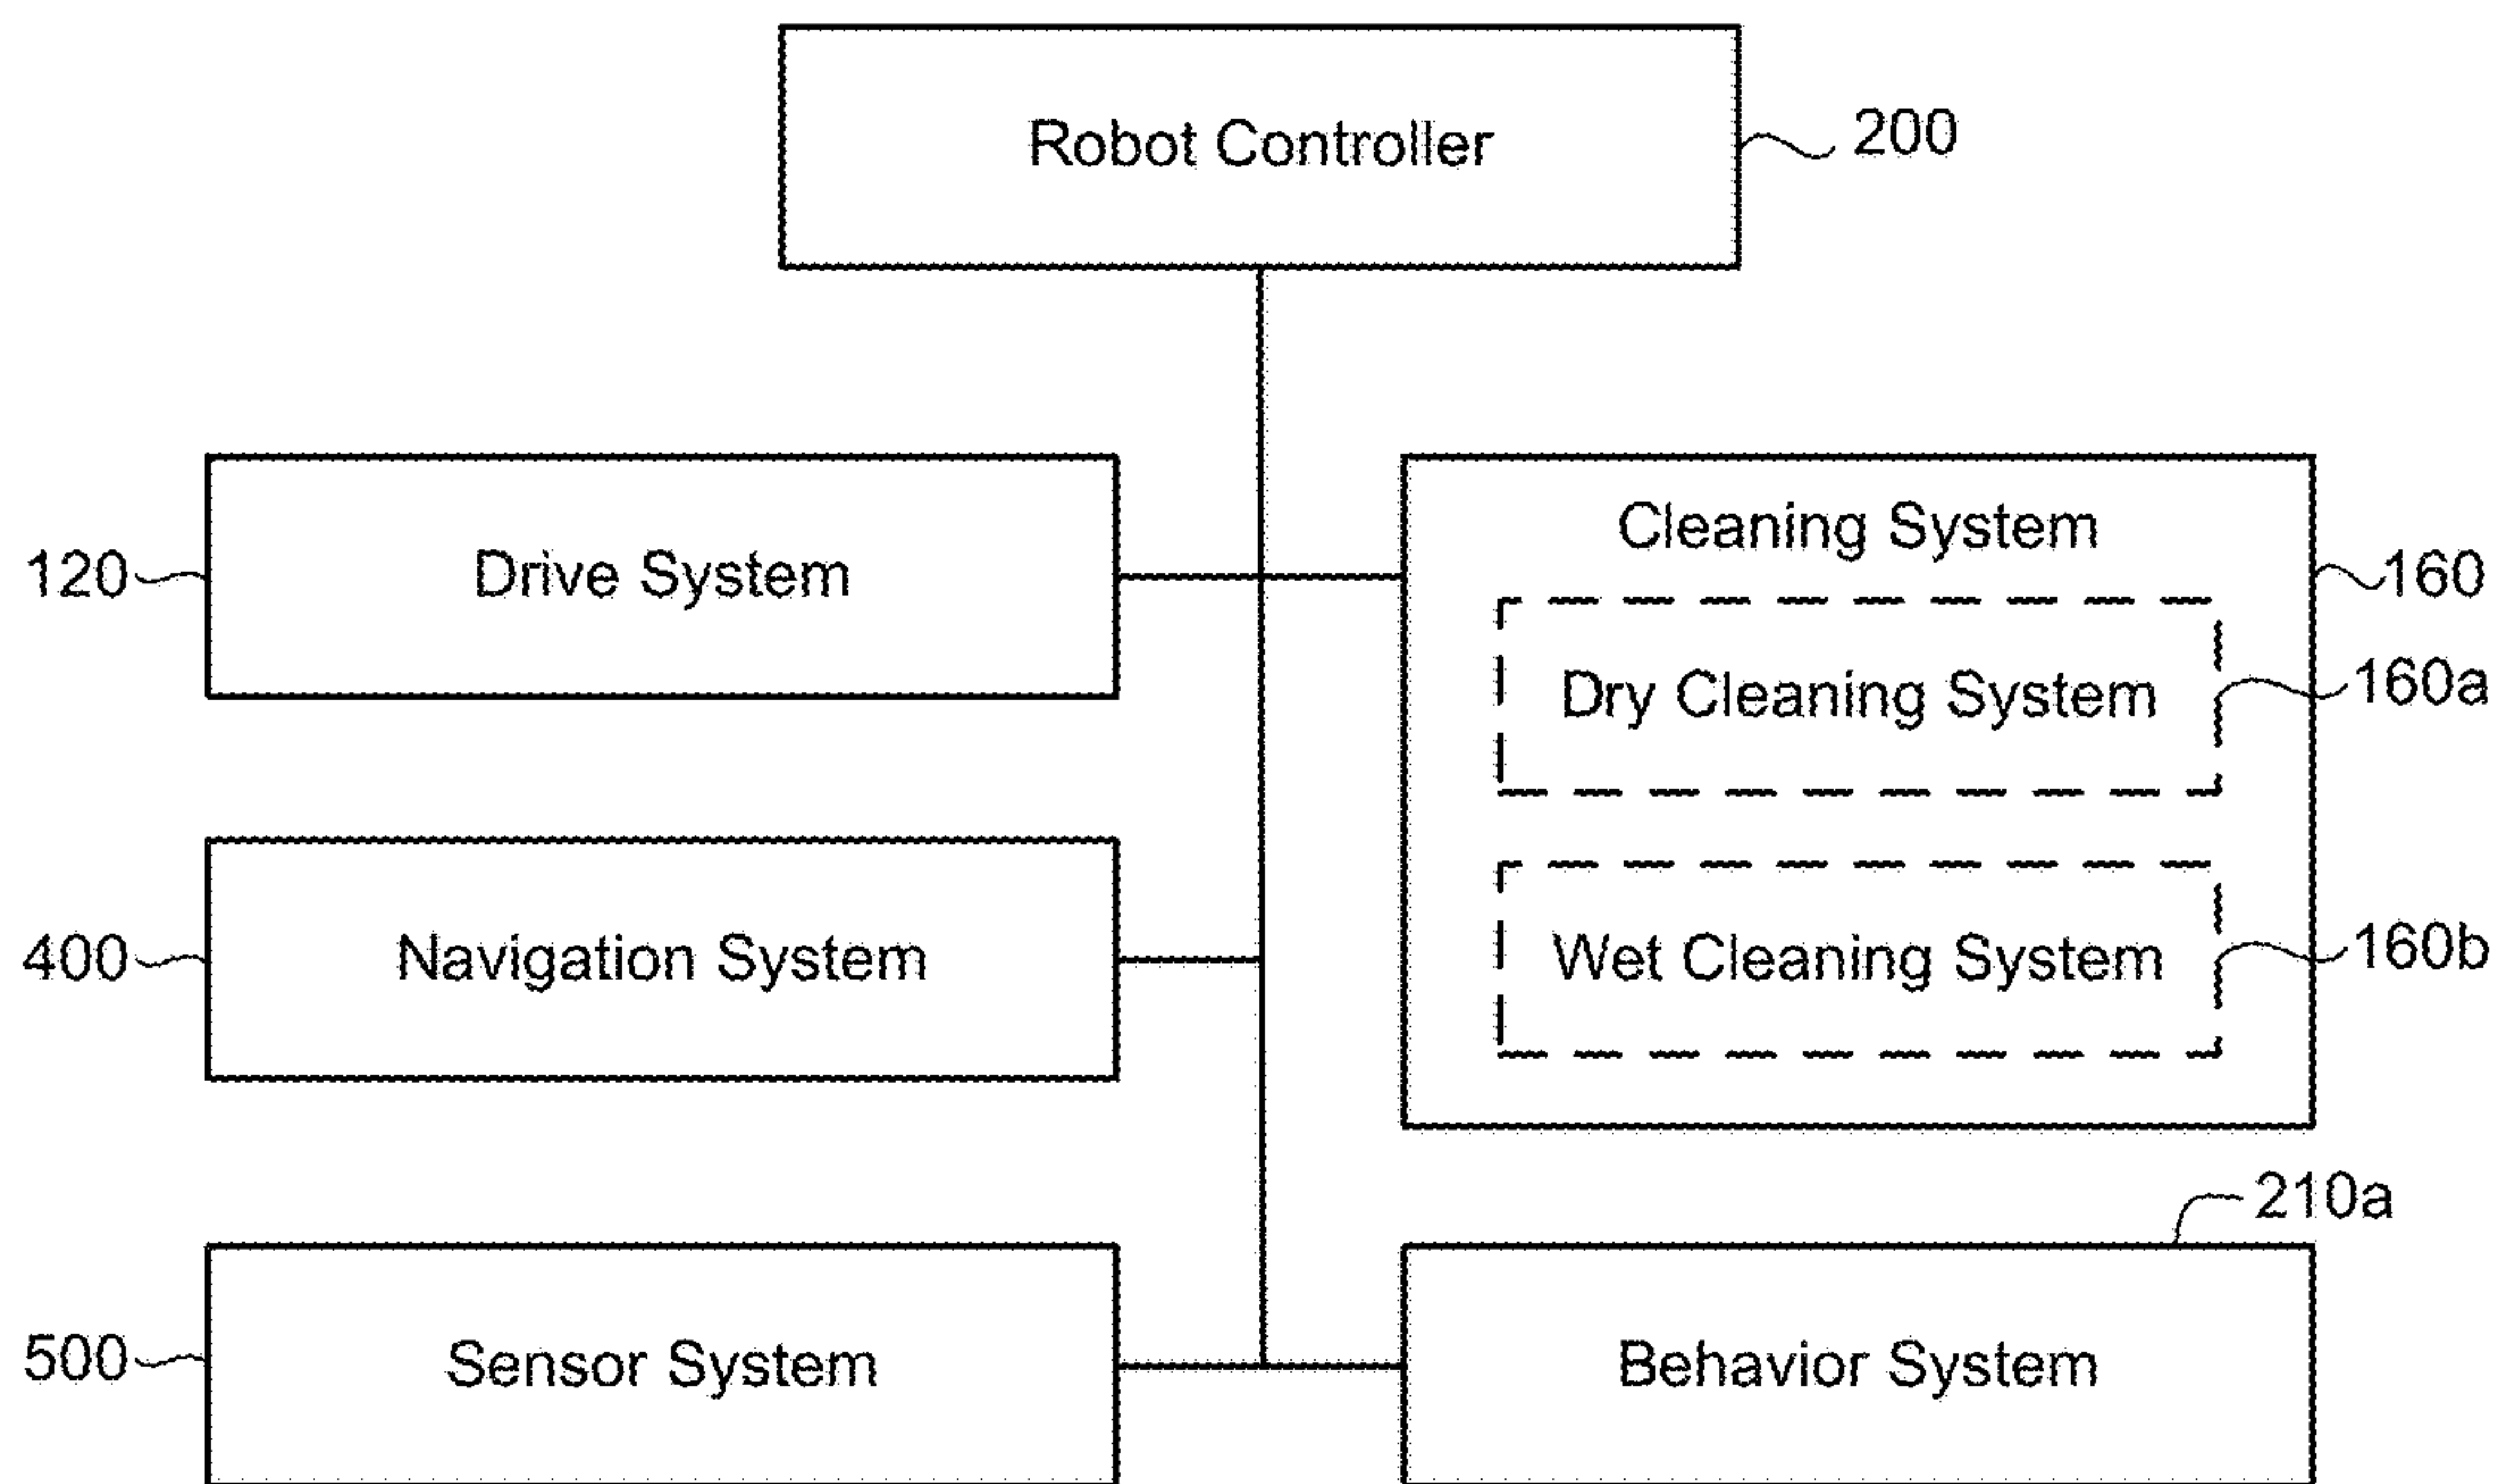 Robot Controller
200
Drive System
120
Cleaning System
160
Dry Cleaning System
160a
Navigation System
400
Wet Cleaning System
160b
210a
Sensor System
500
Behavior System